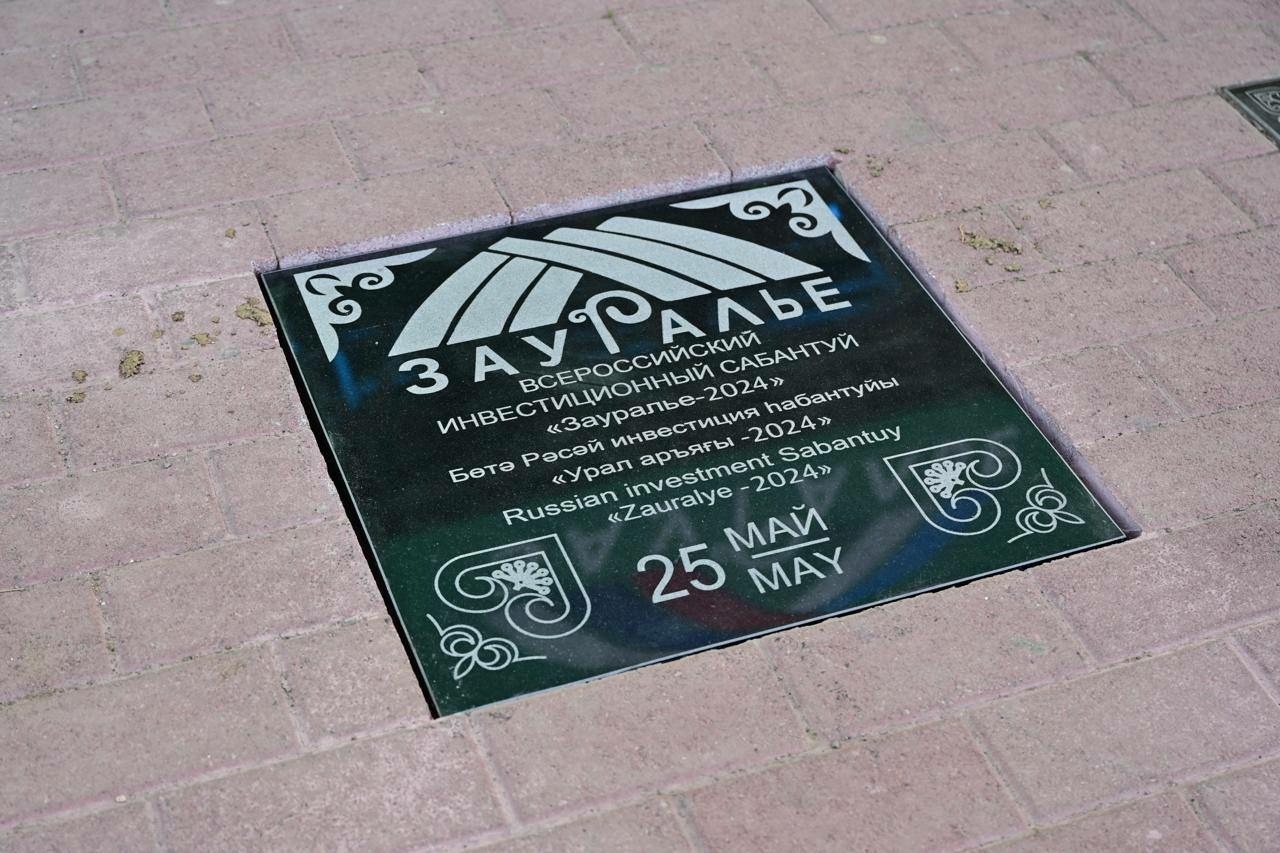 ЗАУРАЛЬЕ
ВСЕРОССИЙСКИЙ
ИНВЕСТИЦИОННЫЙ САБАНТУЙ
«Зауралье-2024»
Бөтә Рәсәй инвестиция һабантуйы
«Урал аръяғы -2024»
Russian investment Sabantuy
«Zauralye -2024»
25 МАЙ
MAY